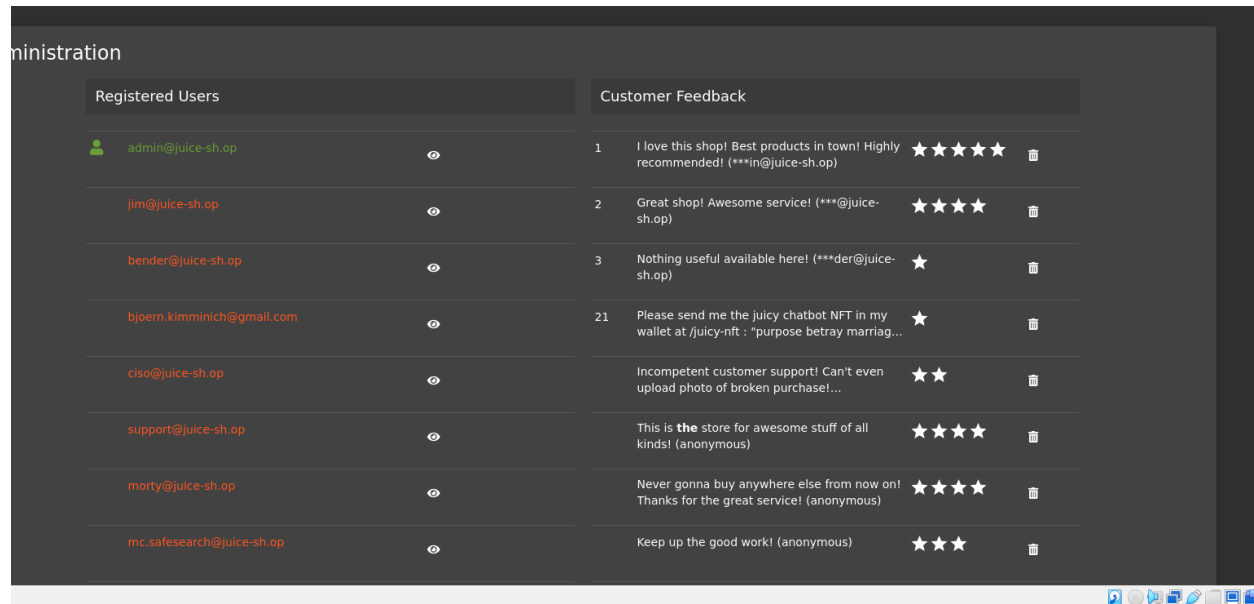 ministration
Registered Users
admin@juice-sh.op
jim@juice-sh.op
bender@juice-sh.op
bjoern.kimminich@gmail.com
ciso@juice-sh.op
support@juice-sh.op
morty@juice-sh.op
mc.safesearch@juice-sh.op
Customer Feedback
1
I love this shop! Best products in town! Highly
recommended! (***in@juice-sh.op)
2
Great shop! Awesome service! (***@juice-
sh.op)
3
Nothing useful available here! (***der@juice-
sh.op)
21
Please send me the juicy chatbot NFT in my
wallet at /juicy-nft : "purpose betray marriag...
Incompetent customer support! Can't even
upload photo of broken purchase!...
This is the store for awesome stuff of all
kinds! (anonymous)
Never gonna buy anywhere else from now on!
Thanks for the great service! (anonymous)
Keep up the good work! (anonymous)